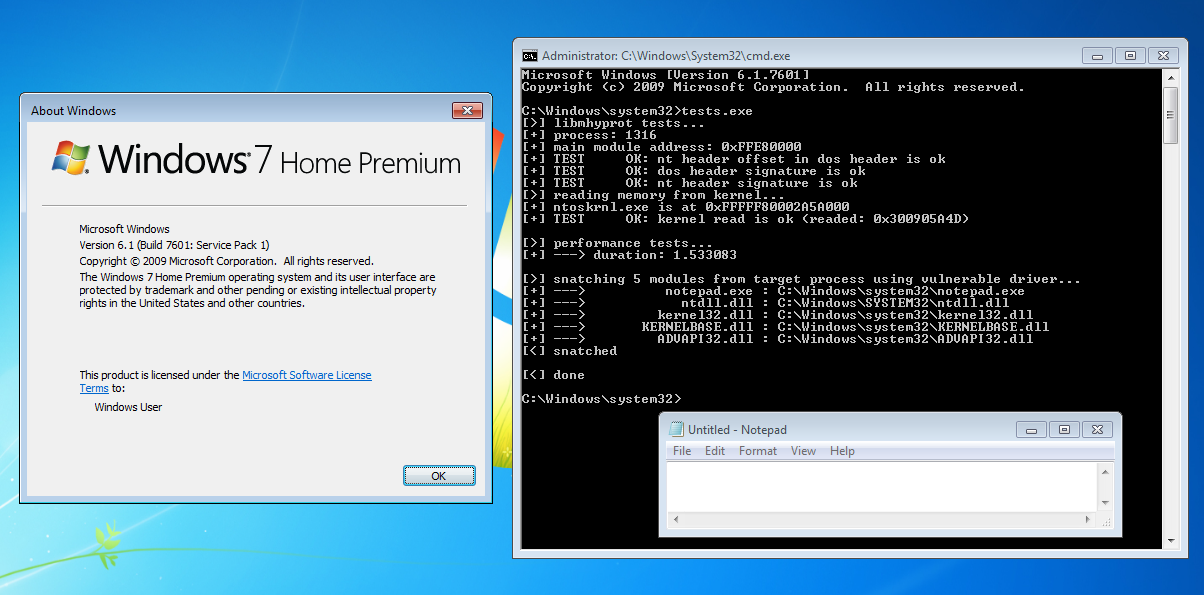 About Windows
Windows 7 Home Premium
Microsoft Windows
Version 6.1 (Build 7601: Service Pack 1)
Copyright © 2009 Microsoft Corporation. All rights reserved.
The Windows 7 Home Premium operating system and its user interface are
protected by trademark and other pending or existing intellectual property
rights in the United States and other countries.
This product is licensed under the Microsoft Software License
Terms to:
Windows User
OK
Administrator: C:\Windows\System32\cmd.exe
Microsoft Windows [Version 6.1.7601]
Copyright (c) 2009 Microsoft Corporation.  All rights reserved.
C:\Windows\system32>tests.exe
[>] libmhyprot tests...
[+] process: 1316
[+] main module address: 0xFFE80000
[+] TEST     OK: nt header offset in dos header is ok
[+] TEST     OK: dos header signature is ok
[+] TEST     OK: nt header signature is ok
[>] reading memory from kernel...
[+] ntoskrnl.exe is at 0xFFFFF80002A5A000
[+] TEST     OK: kernel read is ok (readed: 0x300905A4D)
[>] performance tests...
[+] ---> duration: 1.533083
[>] snatching 5 modules from target process using vulnerable driver...
[+] --->          notepad.exe : C:\Windows\system32\notepad.exe
[+] --->            ntdll.dll : C:\Windows\SYSTEM32\ntdll.dll
[+] --->         kernel32.dll : C:\Windows\system32\kernel32.dll
[+] --->       KERNELBASE.dll : C:\Windows\system32\KERNELBASE.dll
[+] --->         ADVAPI32.dll : C:\Windows\system32\ADVAPI32.dll
[<] snatched
[<] done
C:\Windows\system32>
Untitled - Notepad
File Edit Format View Help